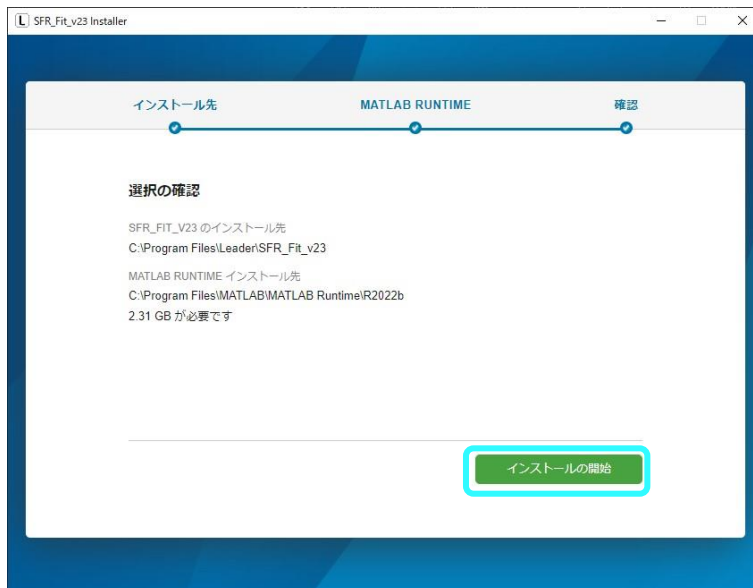 L SFR_Fit_v23 Installer
インストール先 MATLAB RUNTIME 確認
選択の確認
SFR_FIT_V23 のインストール先
C:\Program Files\Leader\SFR_Fit_v23
MATLAB RUNTIME インストール先
C:\Program Files\MATLAB\MATLAB Runtime\R2022b
2.31 GB が必要です
インストールの開始